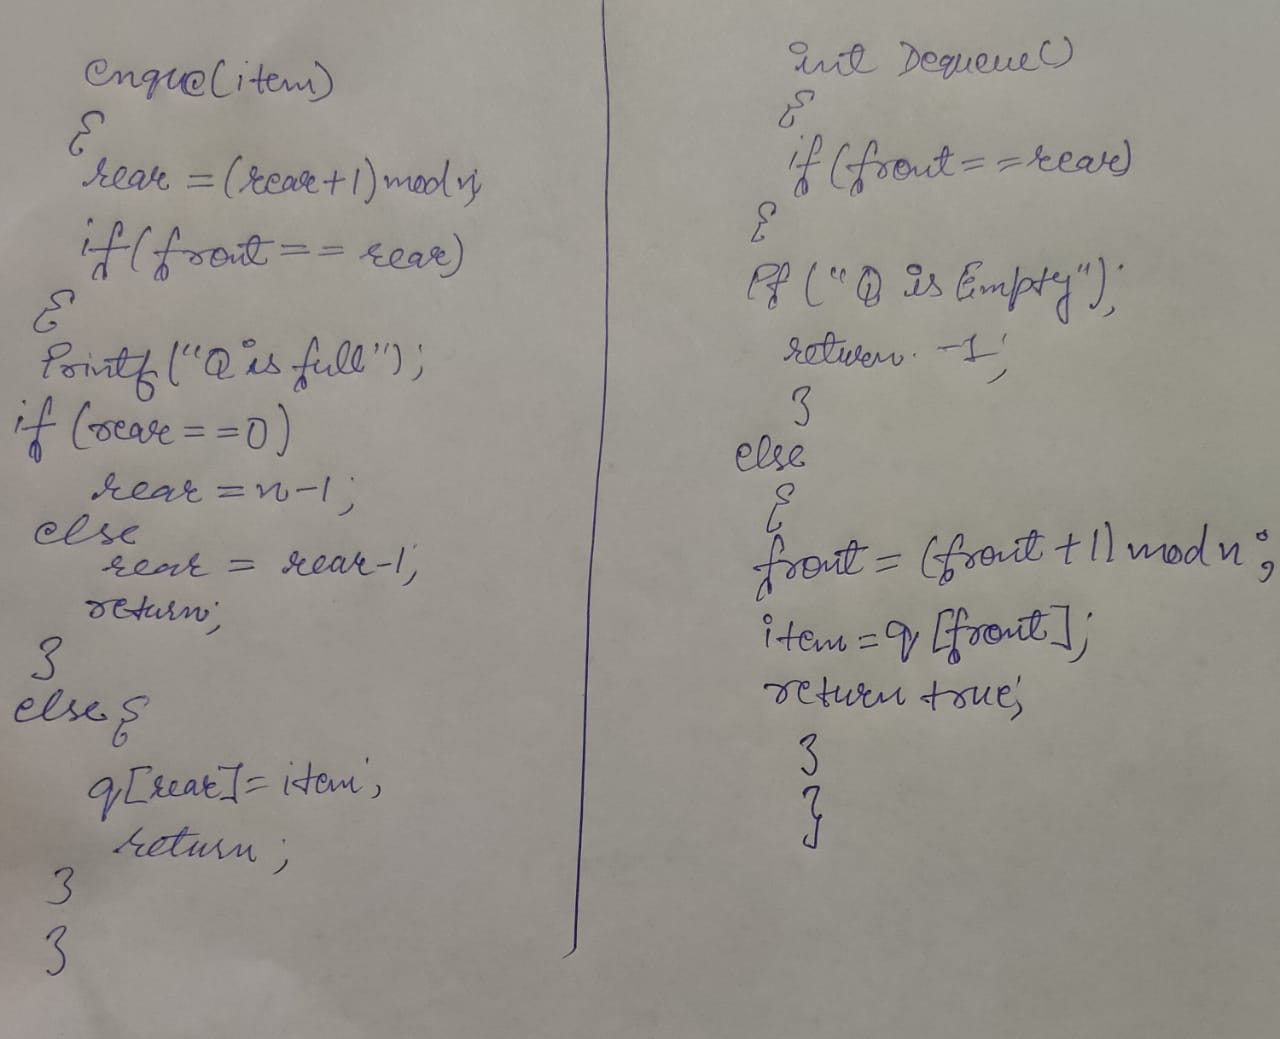 enque(item)
{
rear = (rear+1) mod n;
if(front == rear)
{
Printf("Q is full");
if (rear==0)
rear = n-1;
else
rear = rear-1;
return;
}
else {
q[rear] = item;
return;
}
}
int Dequeue()
{
if (front == rear)
{
Pf ("Q is Empty");
return. -1;
}
else
{
front = (front +1) mod n;
item = q [front];
return true;
}
}